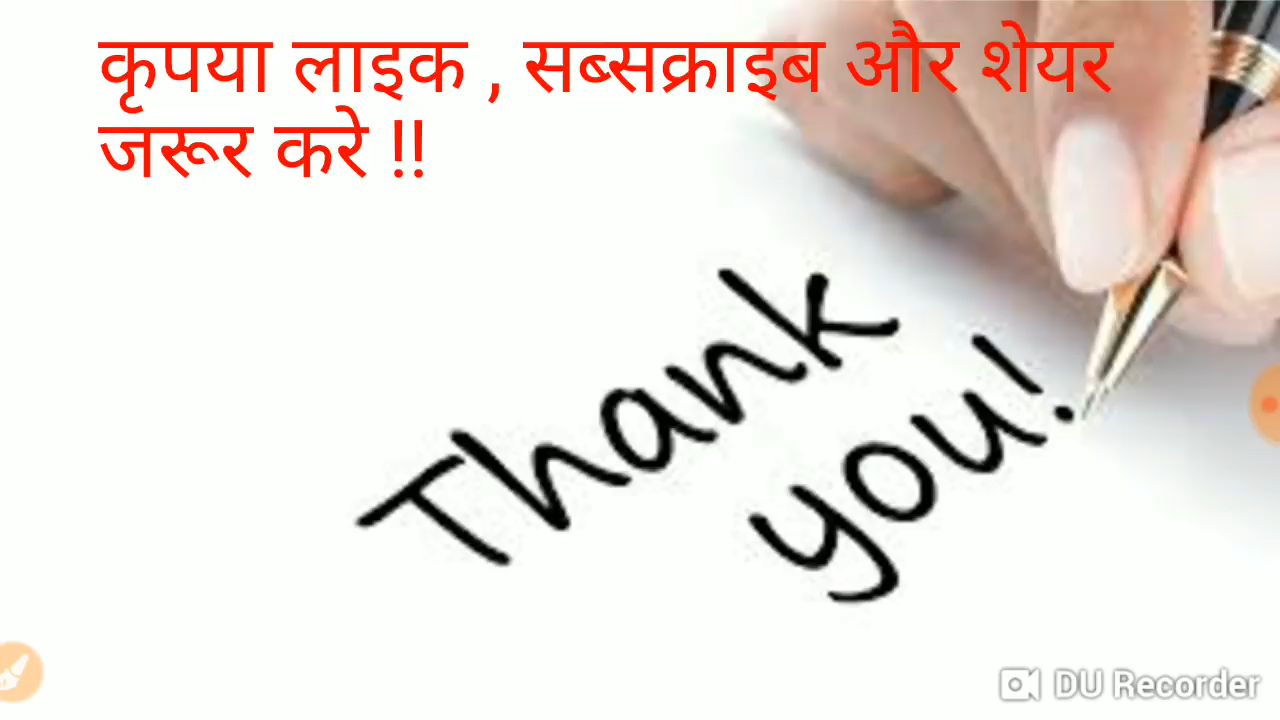 कृपया लाइक , सब्सक्राइब और शेयर
जरूर करे !!
Thank
you!
DU Recorder